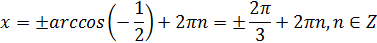 x = ±arccos(−1/2) + 2πn = ±2π/3 + 2πn, n ∈ Z